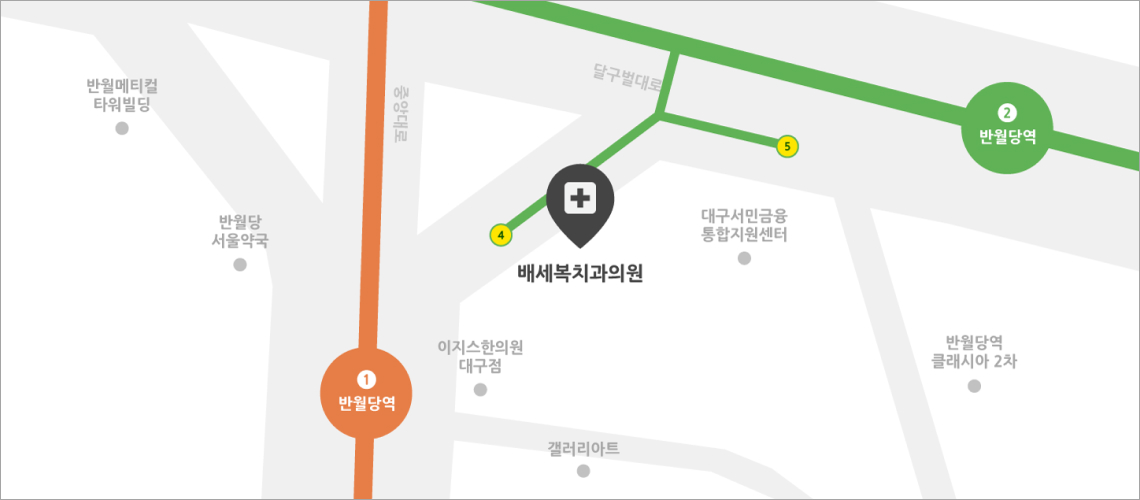 반월메티컬
타워빌딩
중앙대로
달구벌대로
2
반월당역
5
4
반월당
서울약국
대구서민금융
통합지원센터
배세복치과의원
이지스한의원
대구점
1
반월당역
반월당역
클래시아 2차
갤러리아트